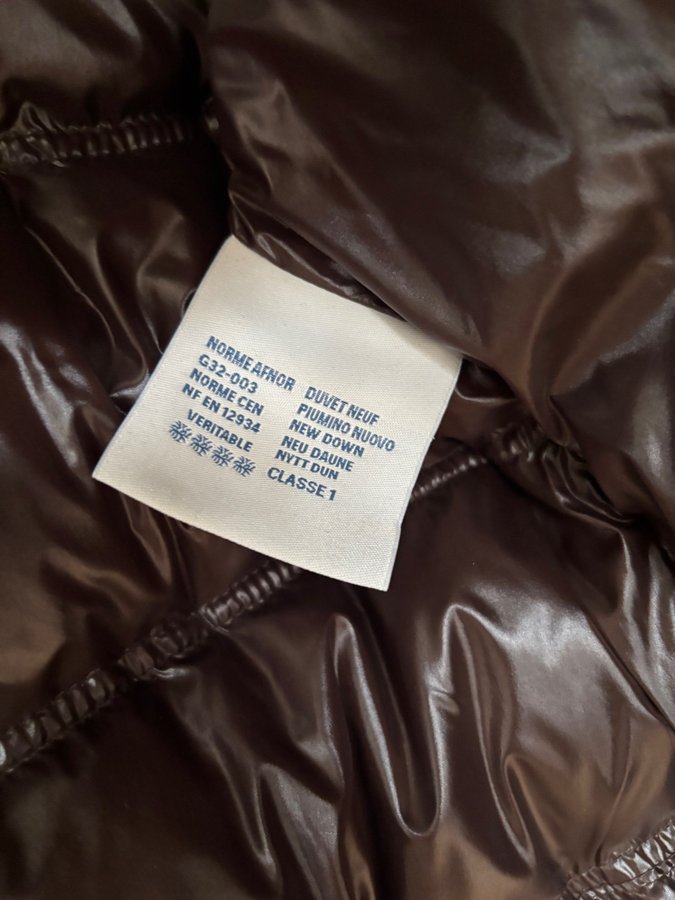 NORME AFNOR
G32-003
NORME CEN
NF EN 12934
VERITABLE
DUVET NEUF
PIUMINO NUOVO
NEW DOWN
NEU DAUNE
NYTT DUN
CLASSE 1